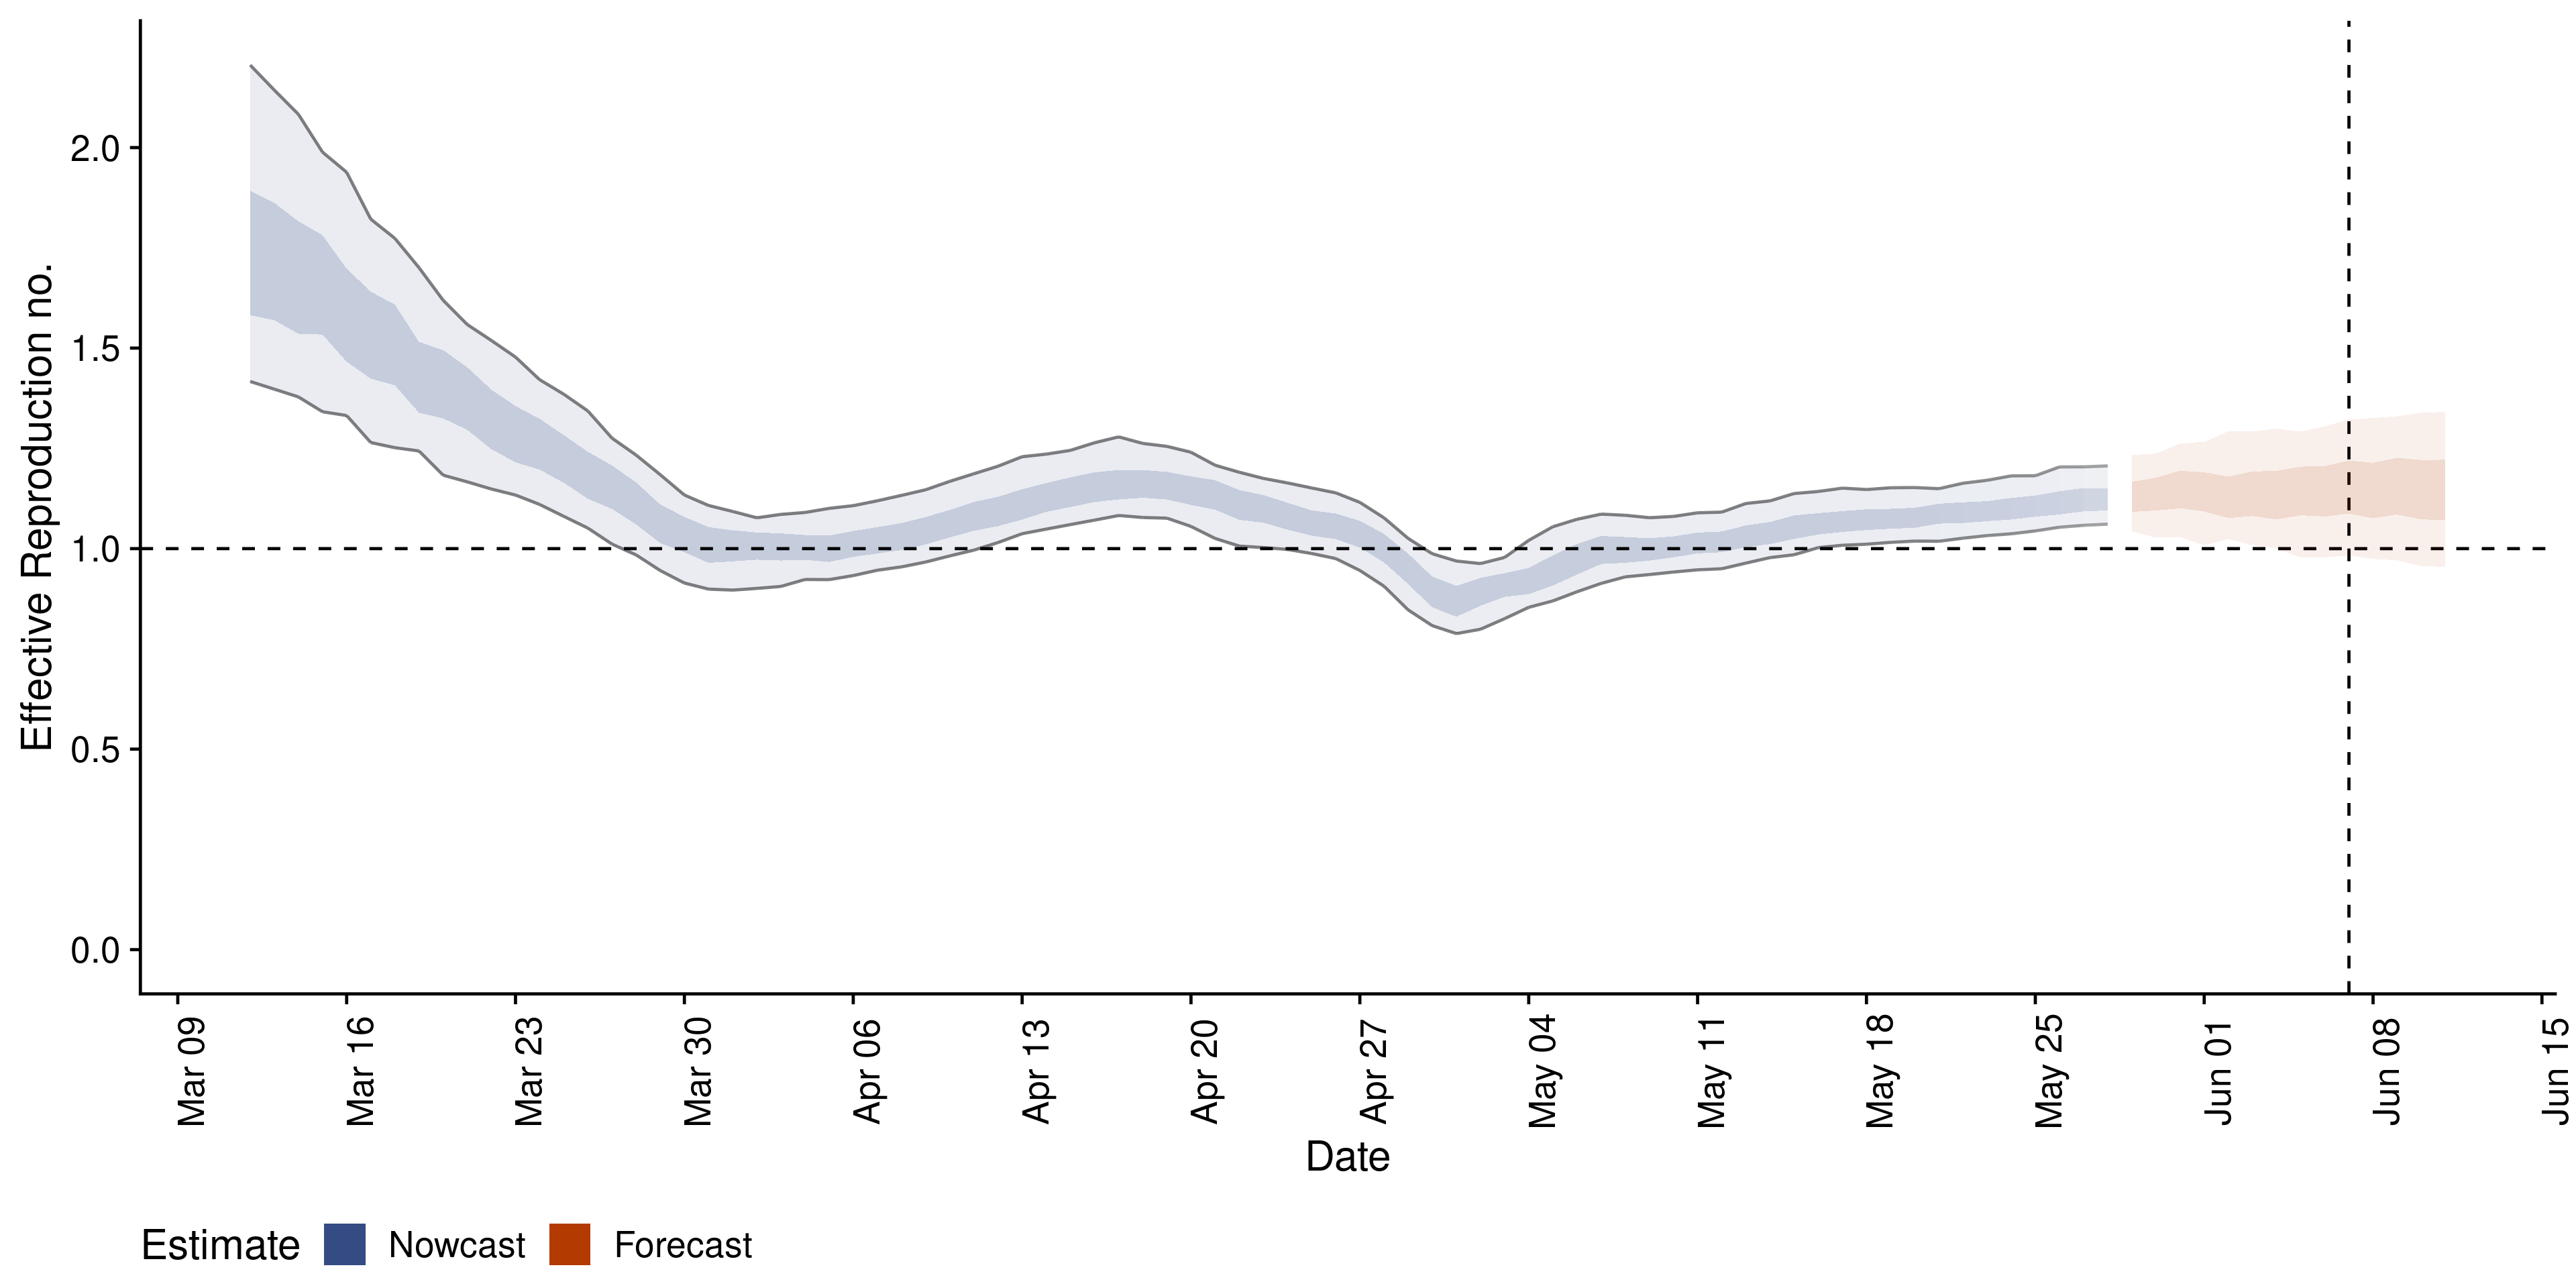 Effective Reproduction no.
2.0
1.5
1.0
0.5
0.0
Mar 09
Mar 16
Mar 23
Mar 30
Apr 06
Apr 13
Apr 20
Apr 27
May 04
May 11
May 18
May 25
Jun 01
Jun 08
Jun 15
Date
Estimate Nowcast Forecast